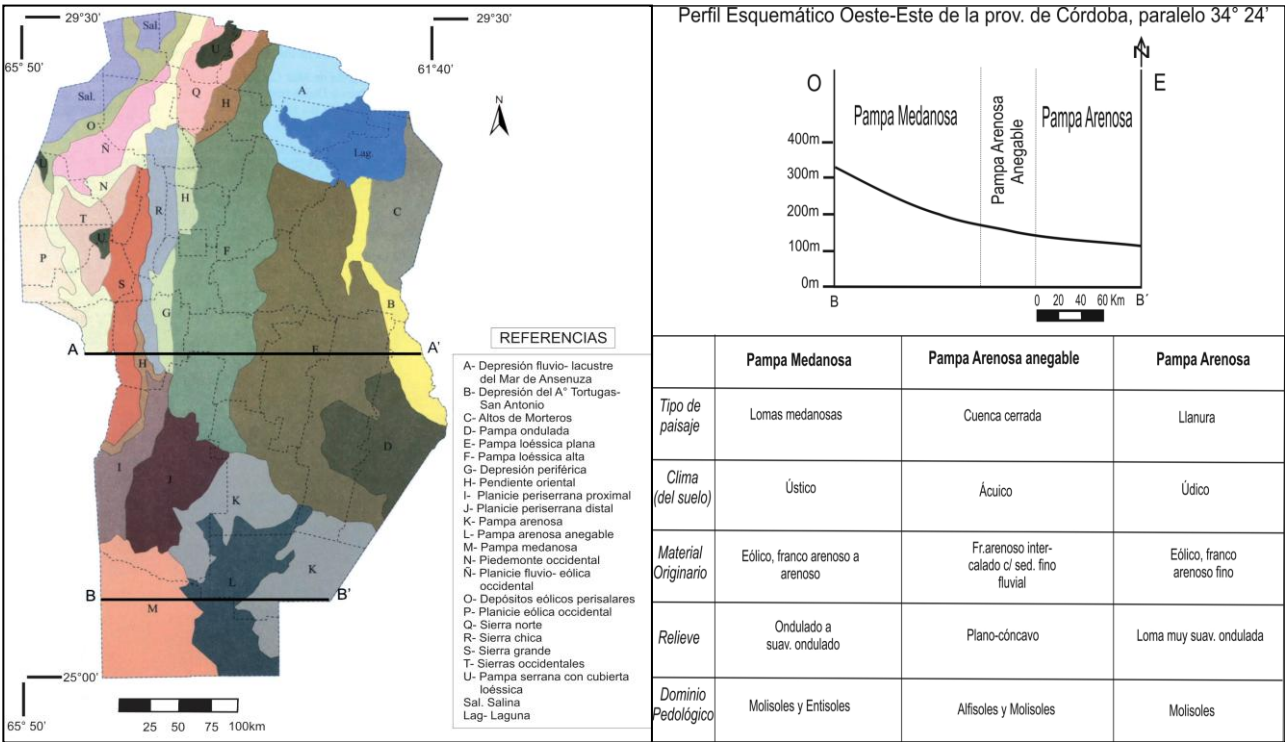 29°30'
65° 50'
29°30'
61°40'
N
Sal.
U
Sal.
Q
A
O
H
Ñ
Lag.
N
H
R
C
T
U
F
P
S
B
G
A
A'
H
E
D
I
J
K
K
L
B
B'
M
25°00'
65° 50'
25 50 75 100km
REFERENCIAS
A- Depresión fluvio- lacustre
del Mar de Ansenuza
B- Depresión del A° Tortugas-
San Antonio
C- Altos de Morteros
D- Pampa ondulada
E- Pampa loéssica plana
F- Pampa loéssica alta
G- Depresión periférica
H- Pendiente oriental
I- Planicie periserrana proximal
J- Planicie periserrana distal
K- Pampa arenosa
L- Pampa arenosa anegable
M- Pampa medanosa
N- Piedemonte occidental
Ñ- Planicie fluvio- eólica
occidental
O- Depósitos eólicos perisalares
P- Planicie eólica occidental
Q- Sierra norte
R- Sierra chica
S- Sierra grande
T- Sierras occidentales
U- Pampa serrana con cubierta
loéssica
Sal. Salina
Lag- Laguna
Perfil Esquemático Oeste-Este de la prov. de Córdoba, paralelo 34° 24'
N
O
E
Pampa Medanosa
Pampa Arenosa
Anegable
Pampa Arenosa
400m
300m
200m
100m
0m
B
B´
0 20 40 60 Km
Pampa Medanosa
Pampa Arenosa anegable
Pampa Arenosa
Tipo de
paisaje
Lomas medanosas
Cuenca cerrada
Llanura
Clima
(del suelo)
Ústico
Ácuico
Údico
Material
Originario
Eólico, franco arenoso a
arenoso
Fr.arenoso inter-
calado c/ sed. fino
fluvial
Eólico, franco
arenoso fino
Relieve
Ondulado a
suav. ondulado
Plano-cóncavo
Loma muy suav. ondulada
Dominio
Pedológico
Molisoles y Entisoles
Alfisoles y Molisoles
Molisoles